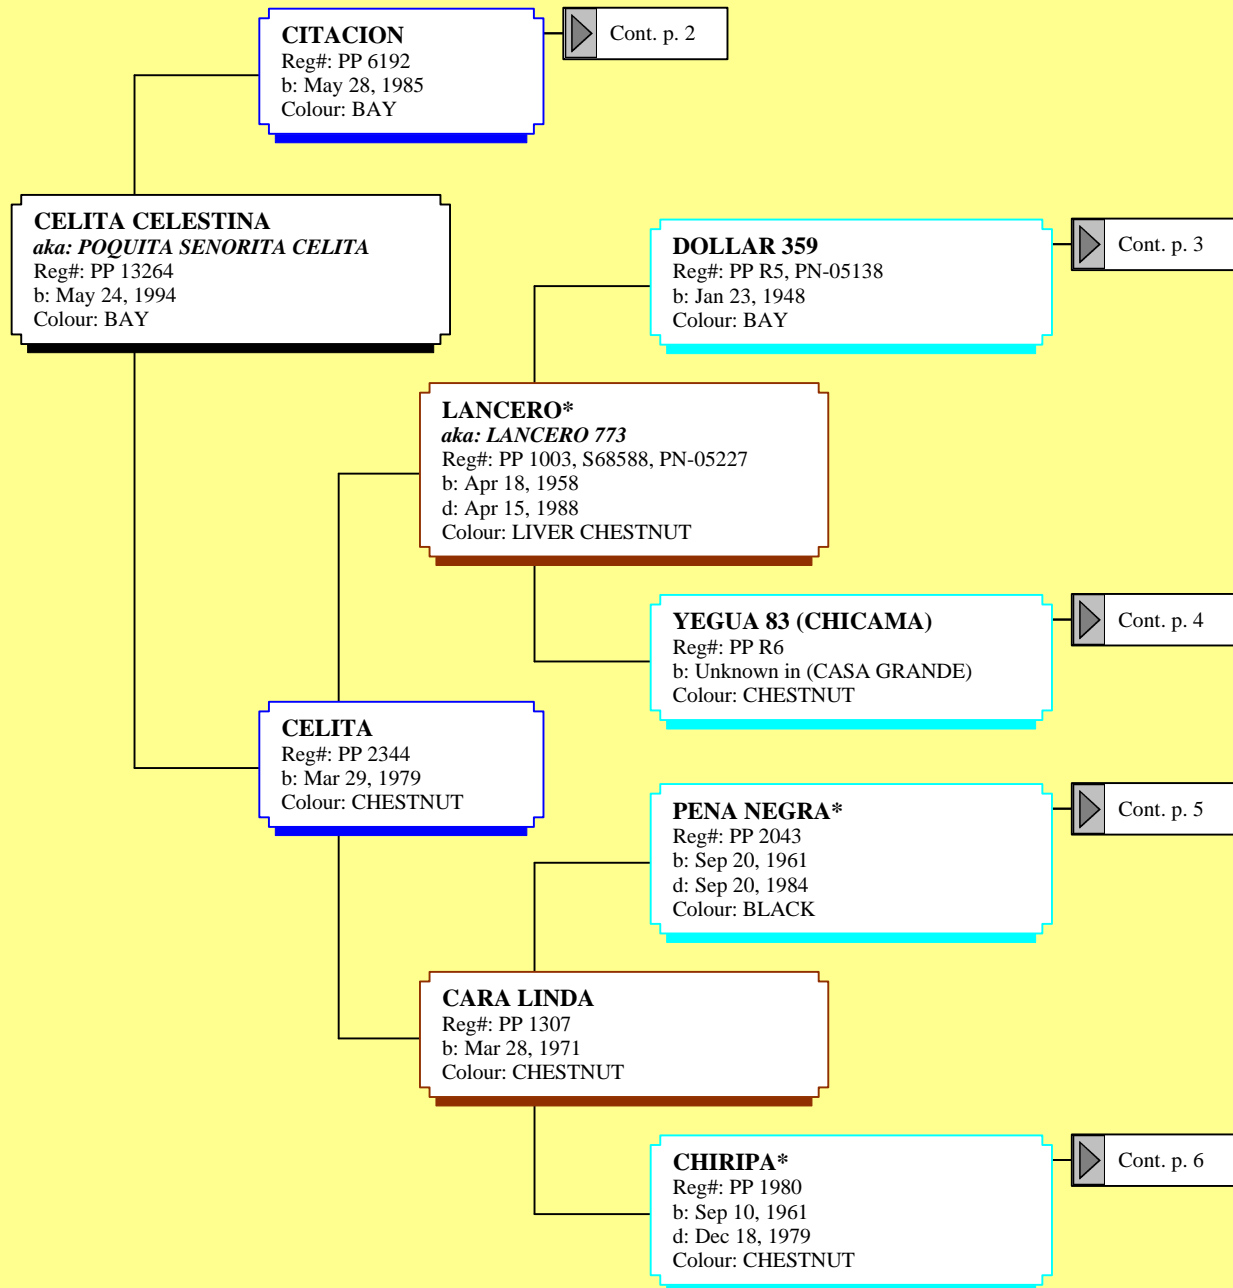 CITACION
Reg#: PP 6192
b: May 28, 1985
Colour: BAY
Cont. p. 2
CELITA CELESTINA
aka: POQUITA SENORITA CELITA
Reg#: PP 13264
b: May 24, 1994
Colour: BAY
DOLLAR 359
Reg#: PP R5, PN-05138
b: Jan 23, 1948
Colour: BAY
Cont. p. 3
LANCERO*
aka: LANCERO 773
Reg#: PP 1003, S68588, PN-05227
b: Apr 18, 1958
d: Apr 15, 1988
Colour: LIVER CHESTNUT
YEGUA 83 (CHICAMA)
Reg#: PP R6
b: Unknown in (CASA GRANDE)
Colour: CHESTNUT
Cont. p. 4
CELITA
Reg#: PP 2344
b: Mar 29, 1979
Colour: CHESTNUT
PENA NEGRA*
Reg#: PP 2043
b: Sep 20, 1961
d: Sep 20, 1984
Colour: BLACK
Cont. p. 5
CARA LINDA
Reg#: PP 1307
b: Mar 28, 1971
Colour: CHESTNUT
CHIRIPA*
Reg#: PP 1980
b: Sep 10, 1961
d: Dec 18, 1979
Colour: CHESTNUT
Cont. p. 6